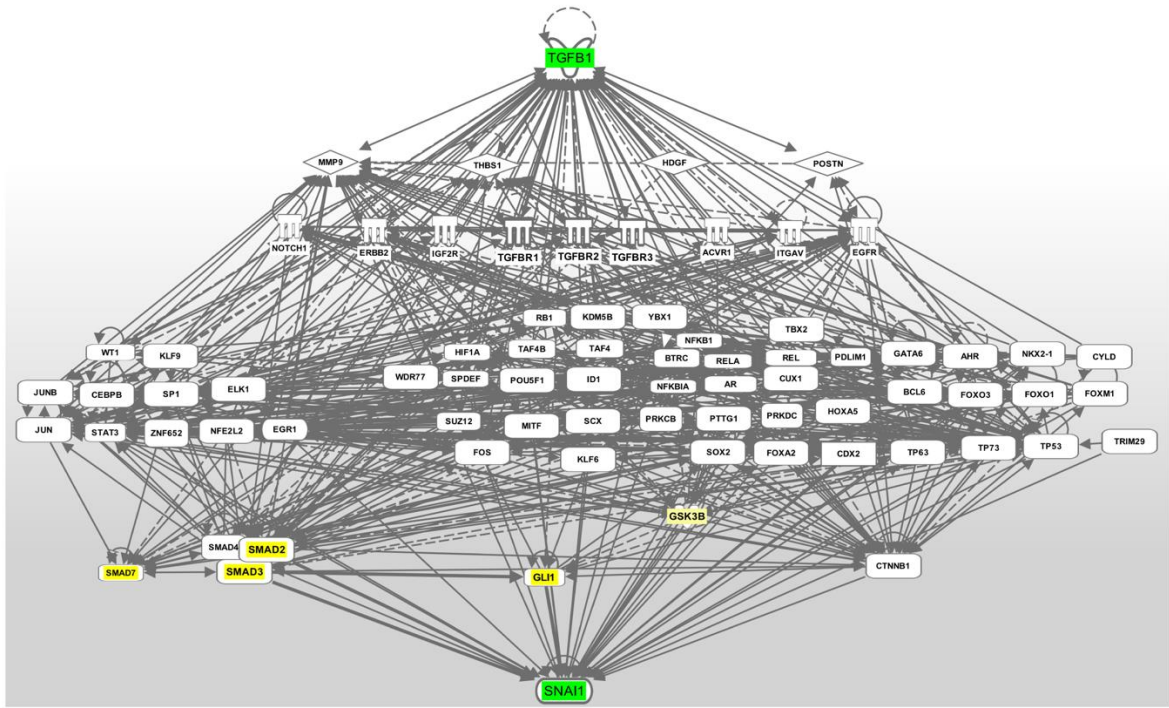 TGFB1
MMP9
THBS1
HDGF
POSTN
NOTCH1
ERBB2
IGF2R
TGFBR1
TGFBR2
TGFBR3
ACVR1
ITGAV
EGFR
RB1
KDM5B
YBX1
TBX2
NFKB1
WT1
KLF9
HIF1A
TAF4B
TAF4
BTRC
RELA
REL
PDLIM1
GATA6
AHR
NKX2-1
CYLD
WDR77
SPDEF
POU5F1
ID1
NFKBIA
AR
CUX1
JUNB
CEBPB
SP1
ELK1
BCL6
FOXO3
FOXO1
FOXM1
JUN
STAT3
ZNF652
NFE2L2
EGR1
SUZ12
MITF
SCX
PRKCB
PTTG1
PRKDC
HOXA5
FOS
KLF6
SOX2
FOXA2
CDX2
TP63
TP73
TP53
TRIM29
GSK3B
SMAD4
SMAD2
SMAD7
SMAD3
GLI1
CTNNB1
SNAI1